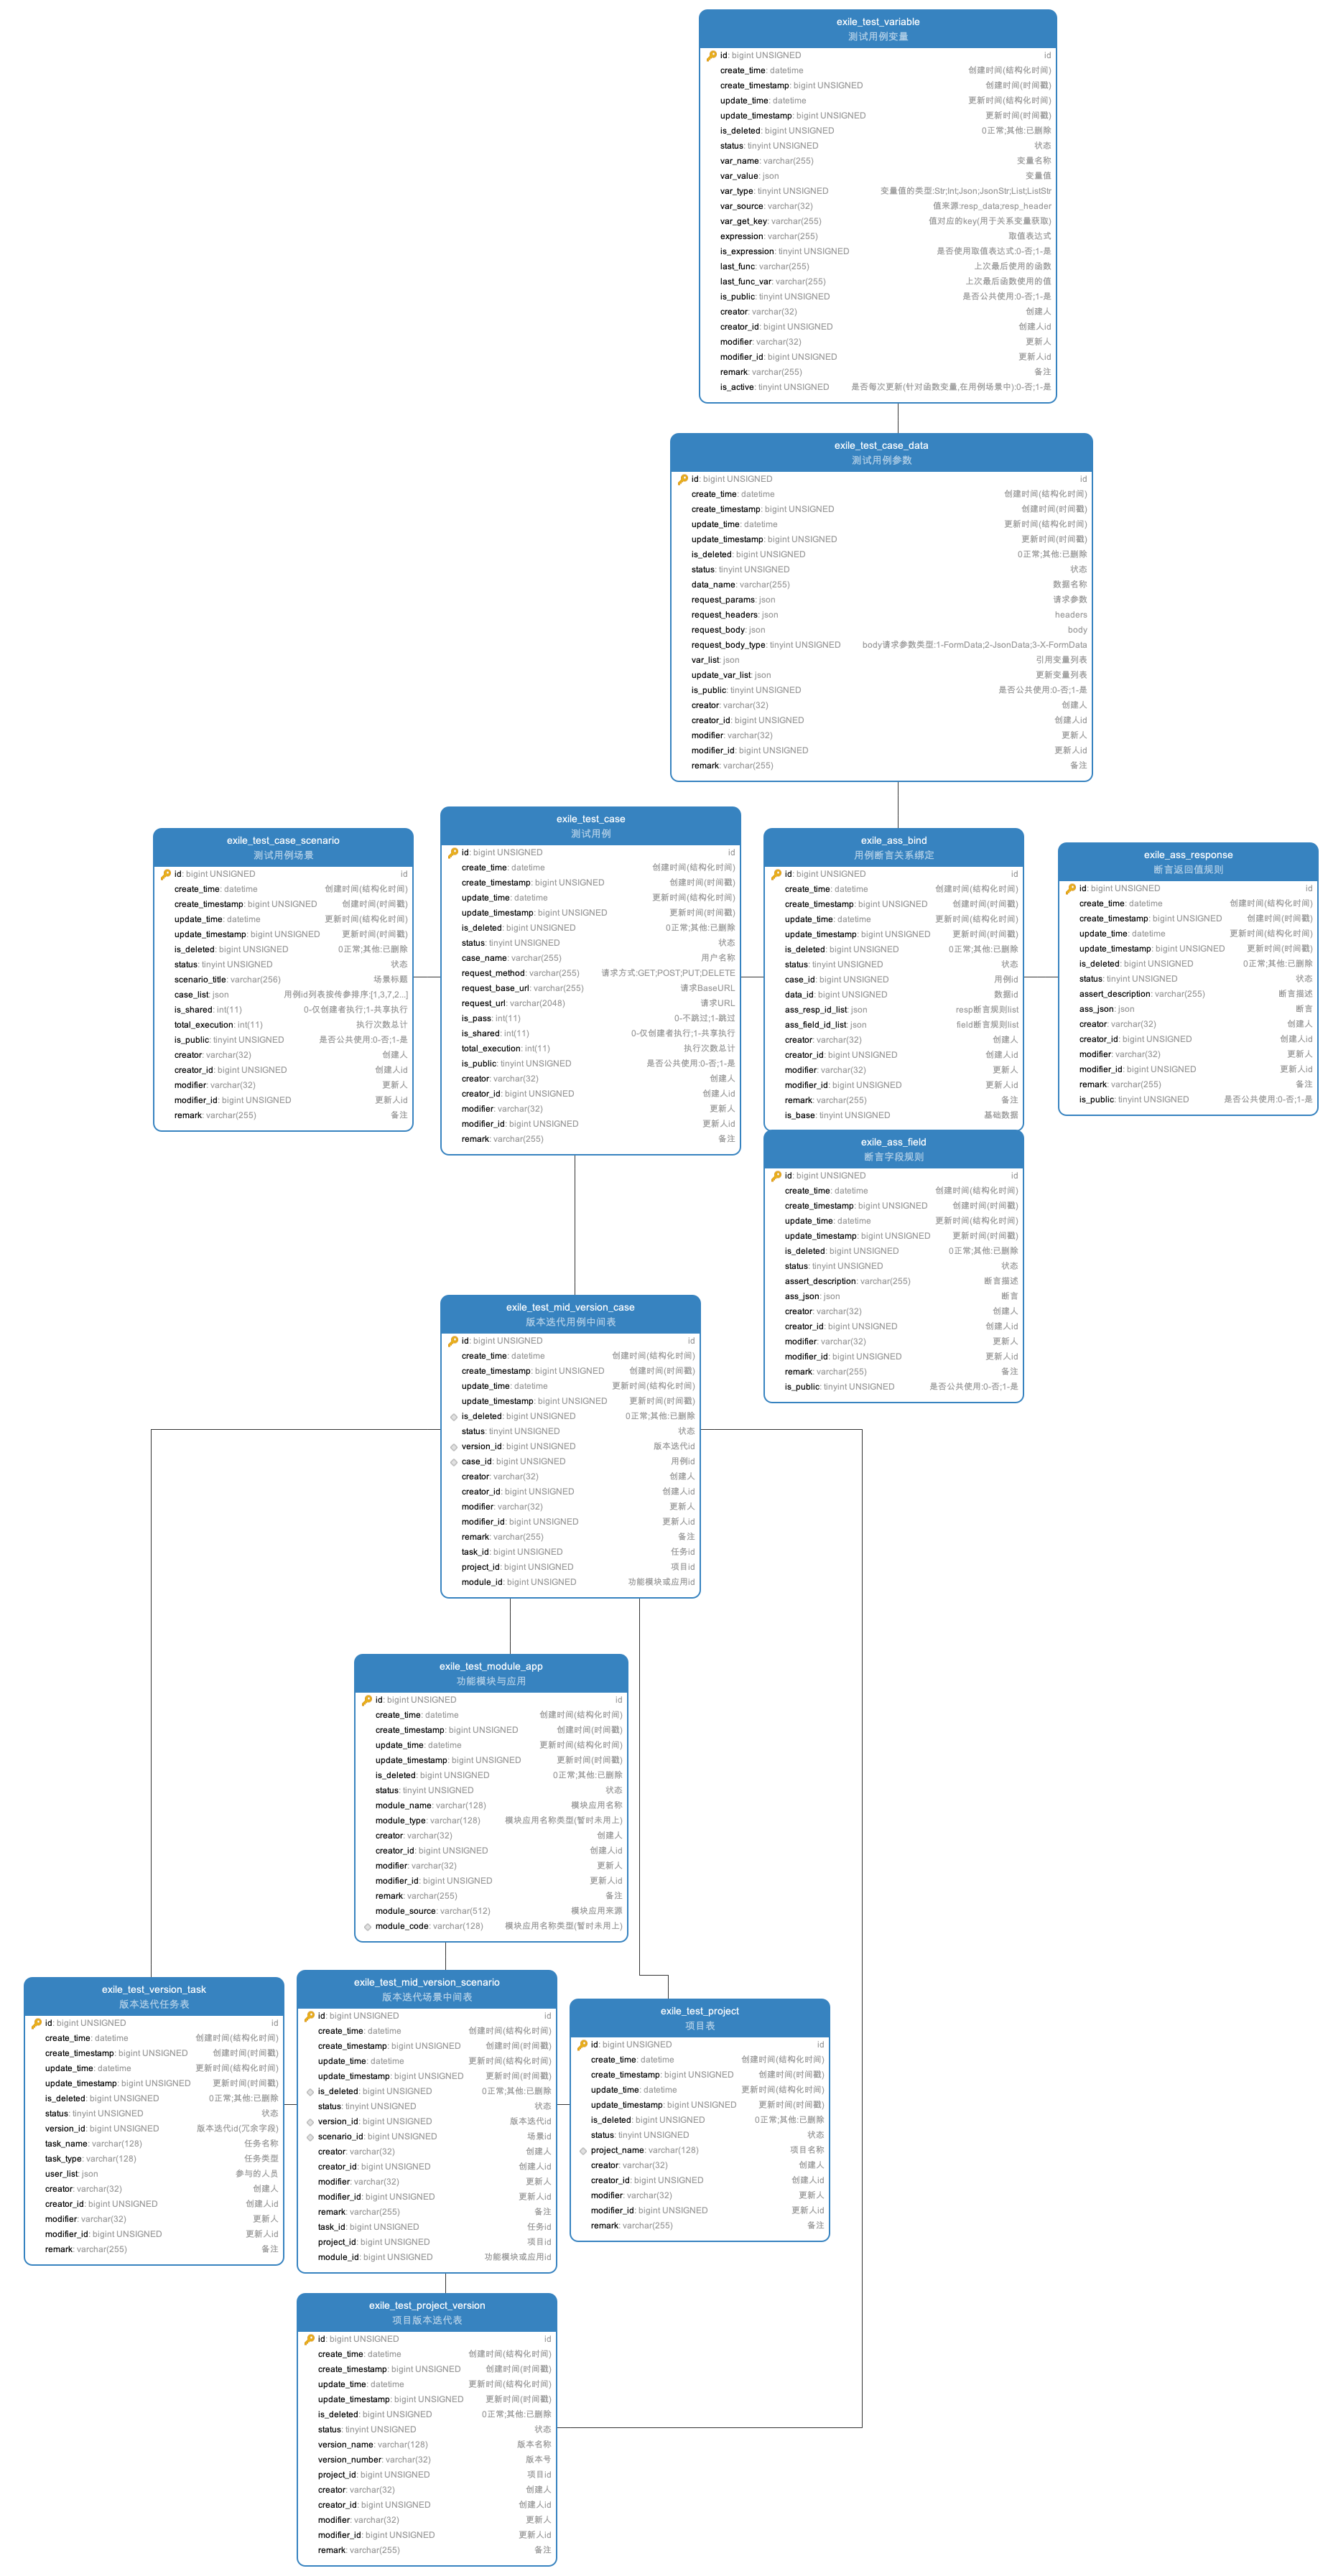 exile_test_variable
测试用例变量
id: bigint UNSIGNED id
create_time: datetime 创建时间(结构化时间)
create_timestamp: bigint UNSIGNED 创建时间(时间戳)
update_time: datetime 更新时间(结构化时间)
update_timestamp: bigint UNSIGNED 更新时间(时间戳)
is_deleted: bigint UNSIGNED 0正常;其他:已删除
status: tinyint UNSIGNED 状态
var_name: varchar(255) 变量名称
var_value: json 变量值
var_type: tinyint UNSIGNED 变量值的类型:Str;Int;Json;JsonStr;List;ListStr
var_source: varchar(32) 值来源:resp_data;resp_header
var_get_key: varchar(255) 值对应的key(用于关系变量获取)
expression: varchar(255) 取值表达式
is_expression: tinyint UNSIGNED 是否使用取值表达式:0-否;1-是
last_func: varchar(255) 上次最后使用的函数
last_func_var: varchar(255) 上次最后函数使用的值
is_public: tinyint UNSIGNED 是否公共使用:0-否;1-是
creator: varchar(32) 创建人
creator_id: bigint UNSIGNED 创建人id
modifier: varchar(32) 更新人
modifier_id: bigint UNSIGNED 更新人id
remark: varchar(255) 备注
is_active: tinyint UNSIGNED 是否每次更新(针对函数变量,在用例场景中):0-否;1-是
exile_test_case_data
测试用例参数
id: bigint UNSIGNED id
create_time: datetime 创建时间(结构化时间)
create_timestamp: bigint UNSIGNED 创建时间(时间戳)
update_time: datetime 更新时间(结构化时间)
update_timestamp: bigint UNSIGNED 更新时间(时间戳)
is_deleted: bigint UNSIGNED 0正常;其他:已删除
status: tinyint UNSIGNED 状态
data_name: varchar(255) 数据名称
request_params: json 请求参数
request_headers: json headers
request_body: json body
request_body_type: tinyint UNSIGNED body请求参数类型:1-FormData;2-JsonData;3-X-FormData
var_list: json 引用变量列表
update_var_list: json 更新变量列表
is_public: tinyint UNSIGNED 是否公共使用:0-否;1-是
creator: varchar(32) 创建人
creator_id: bigint UNSIGNED 创建人id
modifier: varchar(32) 更新人
modifier_id: bigint UNSIGNED 更新人id
remark: varchar(255) 备注
exile_test_case_scenario
测试用例场景
id: bigint UNSIGNED id
create_time: datetime 创建时间(结构化时间)
create_timestamp: bigint UNSIGNED 创建时间(时间戳)
update_time: datetime 更新时间(结构化时间)
update_timestamp: bigint UNSIGNED 更新时间(时间戳)
is_deleted: bigint UNSIGNED 0正常;其他:已删除
status: tinyint UNSIGNED 状态
scenario_title: varchar(256) 场景标题
case_list: json 用例id列表按传参排序:[1,3,7,2...]
is_shared: int(11) 0-仅创建者执行;1-共享执行
total_execution: int(11) 执行次数总计
is_public: tinyint UNSIGNED 是否公共使用:0-否;1-是
creator: varchar(32) 创建人
creator_id: bigint UNSIGNED 创建人id
modifier: varchar(32) 更新人
modifier_id: bigint UNSIGNED 更新人id
remark: varchar(255) 备注
exile_test_case
测试用例
id: bigint UNSIGNED id
create_time: datetime 创建时间(结构化时间)
create_timestamp: bigint UNSIGNED 创建时间(时间戳)
update_time: datetime 更新时间(结构化时间)
update_timestamp: bigint UNSIGNED 更新时间(时间戳)
is_deleted: bigint UNSIGNED 0正常;其他:已删除
status: tinyint UNSIGNED 状态
case_name: varchar(255) 用户名称
request_method: varchar(255) 请求方式:GET;POST;PUT;DELETE
request_base_url: varchar(255) 请求BaseURL
request_url: varchar(2048) 请求URL
is_pass: int(11) 0-不跳过;1-跳过
is_shared: int(11) 0-仅创建者执行;1-共享执行
total_execution: int(11) 执行次数总计
is_public: tinyint UNSIGNED 是否公共使用:0-否;1-是
creator: varchar(32) 创建人
creator_id: bigint UNSIGNED 创建人id
modifier: varchar(32) 更新人
modifier_id: bigint UNSIGNED 更新人id
remark: varchar(255) 备注
exile_ass_bind
用例断言关系绑定
id: bigint UNSIGNED id
create_time: datetime 创建时间(结构化时间)
create_timestamp: bigint UNSIGNED 创建时间(时间戳)
update_time: datetime 更新时间(结构化时间)
update_timestamp: bigint UNSIGNED 更新时间(时间戳)
is_deleted: bigint UNSIGNED 0正常;其他:已删除
status: tinyint UNSIGNED 状态
case_id: bigint UNSIGNED 用例id
data_id: bigint UNSIGNED 数据id
ass_resp_id_list: json resp断言规则list
ass_field_id_list: json field断言规则list
creator: varchar(32) 创建人
creator_id: bigint UNSIGNED 创建人id
modifier: varchar(32) 更新人
modifier_id: bigint UNSIGNED 更新人id
remark: varchar(255) 备注
is_base: tinyint UNSIGNED 基础数据
exile_ass_response
断言返回值规则
id: bigint UNSIGNED id
create_time: datetime 创建时间(结构化时间)
create_timestamp: bigint UNSIGNED 创建时间(时间戳)
update_time: datetime 更新时间(结构化时间)
update_timestamp: bigint UNSIGNED 更新时间(时间戳)
is_deleted: bigint UNSIGNED 0正常;其他:已删除
status: tinyint UNSIGNED 状态
assert_description: varchar(255) 断言描述
ass_json: json 断言
creator: varchar(32) 创建人
creator_id: bigint UNSIGNED 创建人id
modifier: varchar(32) 更新人
modifier_id: bigint UNSIGNED 更新人id
remark: varchar(255) 备注
is_public: tinyint UNSIGNED 是否公共使用:0-否;1-是
exile_ass_field
断言字段规则
id: bigint UNSIGNED id
create_time: datetime 创建时间(结构化时间)
create_timestamp: bigint UNSIGNED 创建时间(时间戳)
update_time: datetime 更新时间(结构化时间)
update_timestamp: bigint UNSIGNED 更新时间(时间戳)
is_deleted: bigint UNSIGNED 0正常;其他:已删除
status: tinyint UNSIGNED 状态
assert_description: varchar(255) 断言描述
ass_json: json 断言
creator: varchar(32) 创建人
creator_id: bigint UNSIGNED 创建人id
modifier: varchar(32) 更新人
modifier_id: bigint UNSIGNED 更新人id
remark: varchar(255) 备注
is_public: tinyint UNSIGNED 是否公共使用:0-否;1-是
exile_test_mid_version_case
版本迭代用例中间表
id: bigint UNSIGNED id
create_time: datetime 创建时间(结构化时间)
create_timestamp: bigint UNSIGNED 创建时间(时间戳)
update_time: datetime 更新时间(结构化时间)
update_timestamp: bigint UNSIGNED 更新时间(时间戳)
is_deleted: bigint UNSIGNED 0正常;其他:已删除
status: tinyint UNSIGNED 状态
version_id: bigint UNSIGNED 版本迭代id
case_id: bigint UNSIGNED 用例id
creator: varchar(32) 创建人
creator_id: bigint UNSIGNED 创建人id
modifier: varchar(32) 更新人
modifier_id: bigint UNSIGNED 更新人id
remark: varchar(255) 备注
task_id: bigint UNSIGNED 任务id
project_id: bigint UNSIGNED 项目id
module_id: bigint UNSIGNED 功能模块或应用id
exile_test_module_app
功能模块与应用
id: bigint UNSIGNED id
create_time: datetime 创建时间(结构化时间)
create_timestamp: bigint UNSIGNED 创建时间(时间戳)
update_time: datetime 更新时间(结构化时间)
update_timestamp: bigint UNSIGNED 更新时间(时间戳)
is_deleted: bigint UNSIGNED 0正常;其他:已删除
status: tinyint UNSIGNED 状态
module_name: varchar(128) 模块应用名称
module_type: varchar(128) 模块应用名称类型(暂时未用上)
creator: varchar(32) 创建人
creator_id: bigint UNSIGNED 创建人id
modifier: varchar(32) 更新人
modifier_id: bigint UNSIGNED 更新人id
remark: varchar(255) 备注
module_source: varchar(512) 模块应用来源
module_code: varchar(128) 模块应用名称类型(暂时未用上)
exile_test_version_task
版本迭代任务表
id: bigint UNSIGNED id
create_time: datetime 创建时间(结构化时间)
create_timestamp: bigint UNSIGNED 创建时间(时间戳)
update_time: datetime 更新时间(结构化时间)
update_timestamp: bigint UNSIGNED 更新时间(时间戳)
is_deleted: bigint UNSIGNED 0正常;其他:已删除
status: tinyint UNSIGNED 状态
version_id: bigint UNSIGNED 版本迭代id(冗余字段)
task_name: varchar(128) 任务名称
task_type: varchar(128) 任务类型
user_list: json 参与的人员
creator: varchar(32) 创建人
creator_id: bigint UNSIGNED 创建人id
modifier: varchar(32) 更新人
modifier_id: bigint UNSIGNED 更新人id
remark: varchar(255) 备注
exile_test_mid_version_scenario
版本迭代场景中间表
id: bigint UNSIGNED id
create_time: datetime 创建时间(结构化时间)
create_timestamp: bigint UNSIGNED 创建时间(时间戳)
update_time: datetime 更新时间(结构化时间)
update_timestamp: bigint UNSIGNED 更新时间(时间戳)
is_deleted: bigint UNSIGNED 0正常;其他:已删除
status: tinyint UNSIGNED 状态
version_id: bigint UNSIGNED 版本迭代id
scenario_id: bigint UNSIGNED 场景id
creator: varchar(32) 创建人
creator_id: bigint UNSIGNED 创建人id
modifier: varchar(32) 更新人
modifier_id: bigint UNSIGNED 更新人id
remark: varchar(255) 备注
task_id: bigint UNSIGNED 任务id
project_id: bigint UNSIGNED 项目id
module_id: bigint UNSIGNED 功能模块或应用id
exile_test_project
项目表
id: bigint UNSIGNED id
create_time: datetime 创建时间(结构化时间)
create_timestamp: bigint UNSIGNED 创建时间(时间戳)
update_time: datetime 更新时间(结构化时间)
update_timestamp: bigint UNSIGNED 更新时间(时间戳)
is_deleted: bigint UNSIGNED 0正常;其他:已删除
status: tinyint UNSIGNED 状态
project_name: varchar(128) 项目名称
creator: varchar(32) 创建人
creator_id: bigint UNSIGNED 创建人id
modifier: varchar(32) 更新人
modifier_id: bigint UNSIGNED 更新人id
remark: varchar(255) 备注
exile_test_project_version
项目版本迭代表
id: bigint UNSIGNED id
create_time: datetime 创建时间(结构化时间)
create_timestamp: bigint UNSIGNED 创建时间(时间戳)
update_time: datetime 更新时间(结构化时间)
update_timestamp: bigint UNSIGNED 更新时间(时间戳)
is_deleted: bigint UNSIGNED 0正常;其他:已删除
status: tinyint UNSIGNED 状态
version_name: varchar(128) 版本名称
version_number: varchar(32) 版本号
project_id: bigint UNSIGNED 项目id
creator: varchar(32) 创建人
creator_id: bigint UNSIGNED 创建人id
modifier: varchar(32) 更新人
modifier_id: bigint UNSIGNED 更新人id
remark: varchar(255) 备注